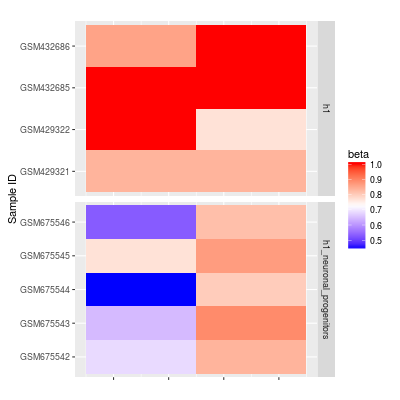 GSM432686
GSM432685
GSM429322
GSM429321
h1
GSM675546
GSM675545
GSM675544
GSM675543
GSM675542
h1_neuronal_progenitors
Sample ID
beta
1.0
0.9
0.8
0.7
0.6
0.5